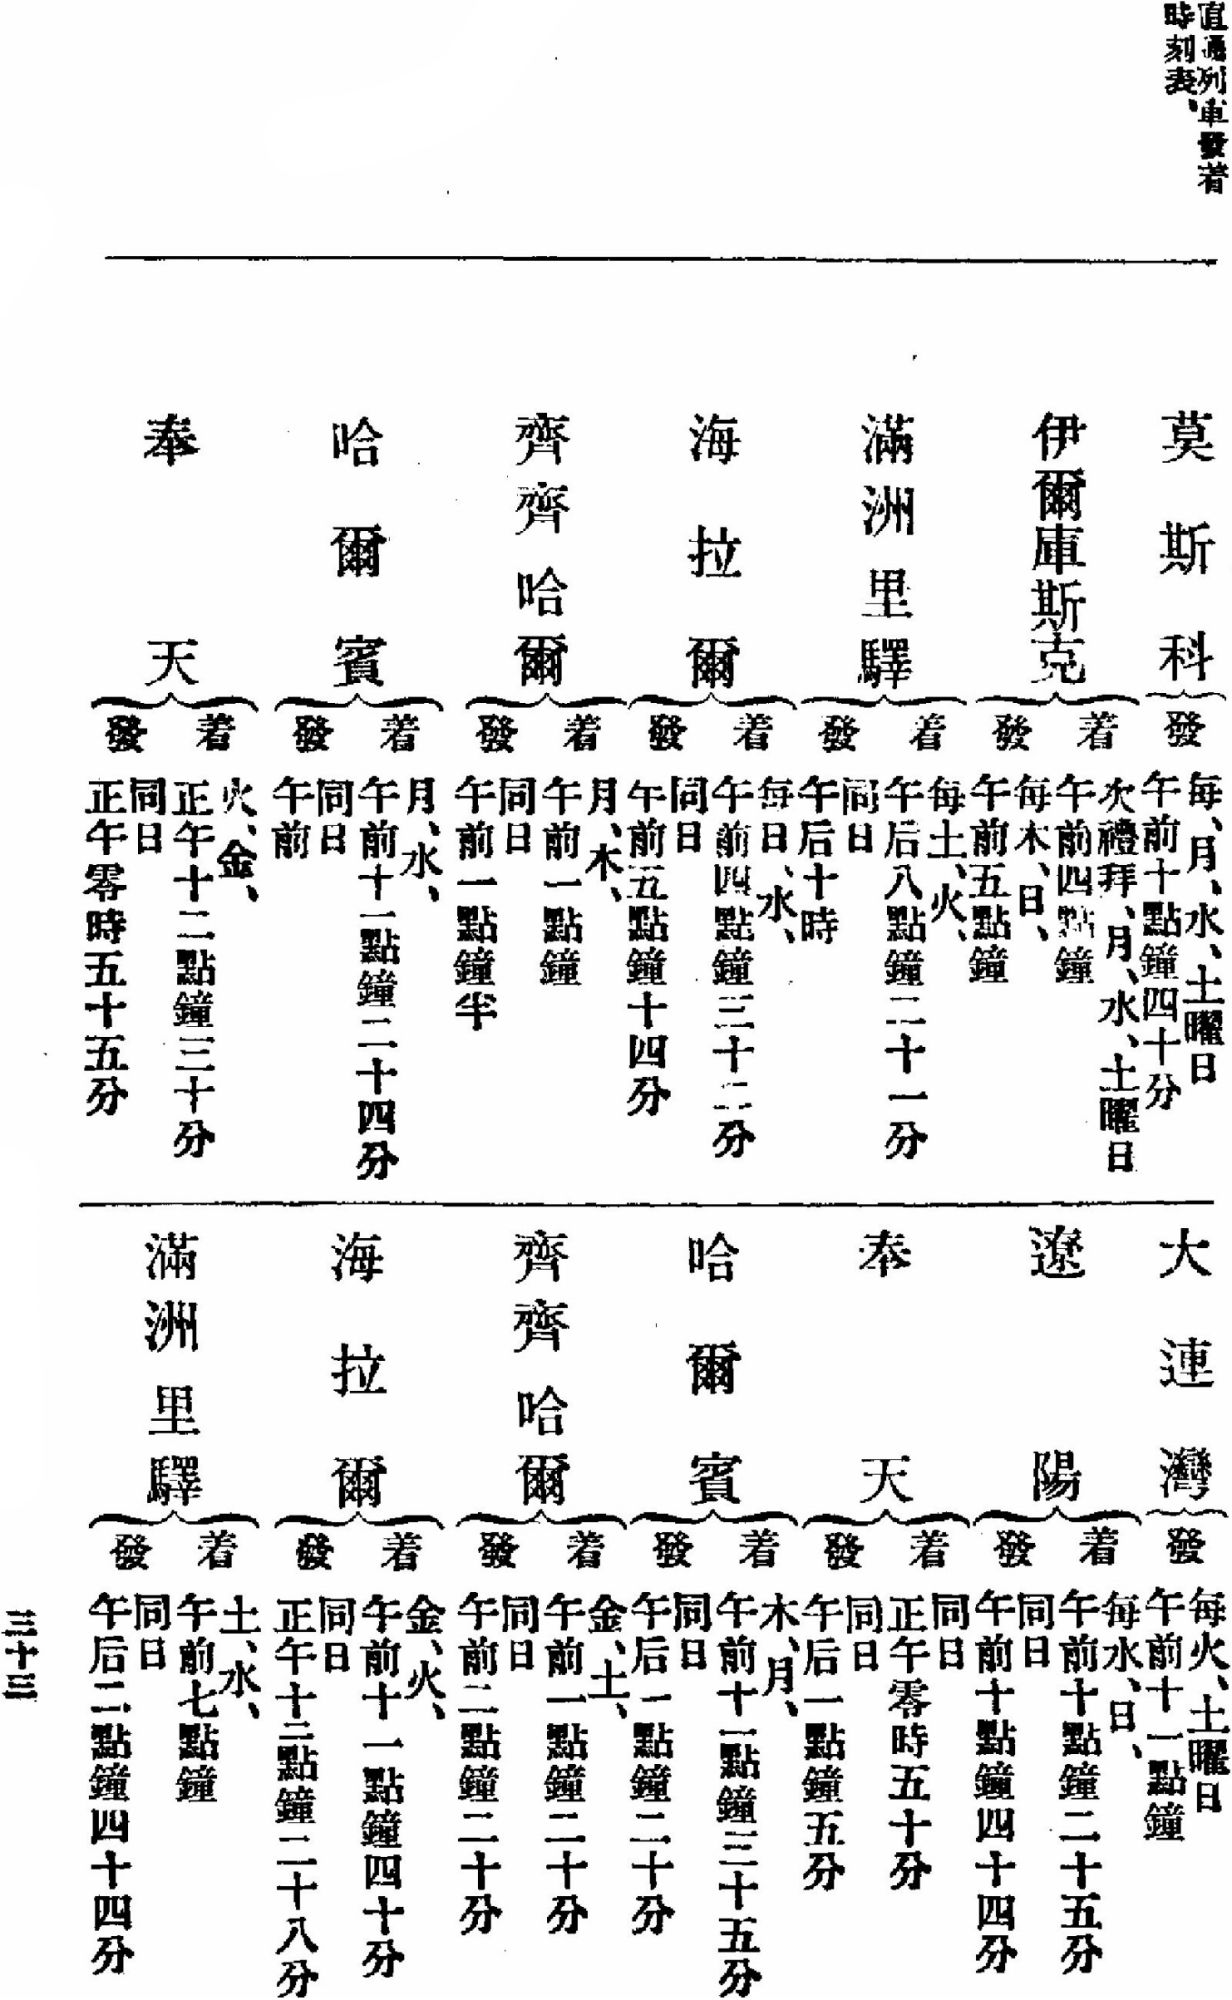 直通列車發着
時刻表、
莫斯科
發
每、月、水、土曜日
午前十點鐘四十分
伊爾庫斯克
着
次禮拜、月、水、土曜日
午前四點鐘
發
每木、日、
午前五點鐘
滿洲里驛
着
每土、火、
午后八點鐘二十一分
發
同日
午后十時
海拉爾
着
每日、水、
午前四點鐘三十二分
發
同日
午前五點鐘十四分
齊齊哈爾
着
月、木、
午前一點鐘
發
同日
午前一點鐘半
哈爾賓
着
月、水、
午前十一點鐘二十四分
發
同日
午前
奉天
着
火、金、
正午十二點鐘三十分
發
同日
正午零時五十五分
大連灣
發
每火、土曜日
午前十一點鐘
遼陽
着
每水、日、
午前十點鐘二十五分
發
同日
午前十點鐘四十四分
奉天
着
同日
正午零時五十分
發
同日
午后一點鐘五分
哈爾賓
着
木、月、
午前十一點鐘三十五分
發
同日
午后一點鐘二十分
齊齊哈爾
着
金、土、
午前一點鐘二十分
發
同日
午前二點鐘二十分
海拉爾
着
金、火、
午前十一點鐘四十分
發
同日
正午十二點鐘二十八分
滿洲里驛
着
土、水、
午前七點鐘
發
同日
午后二點鐘四十四分
三十三